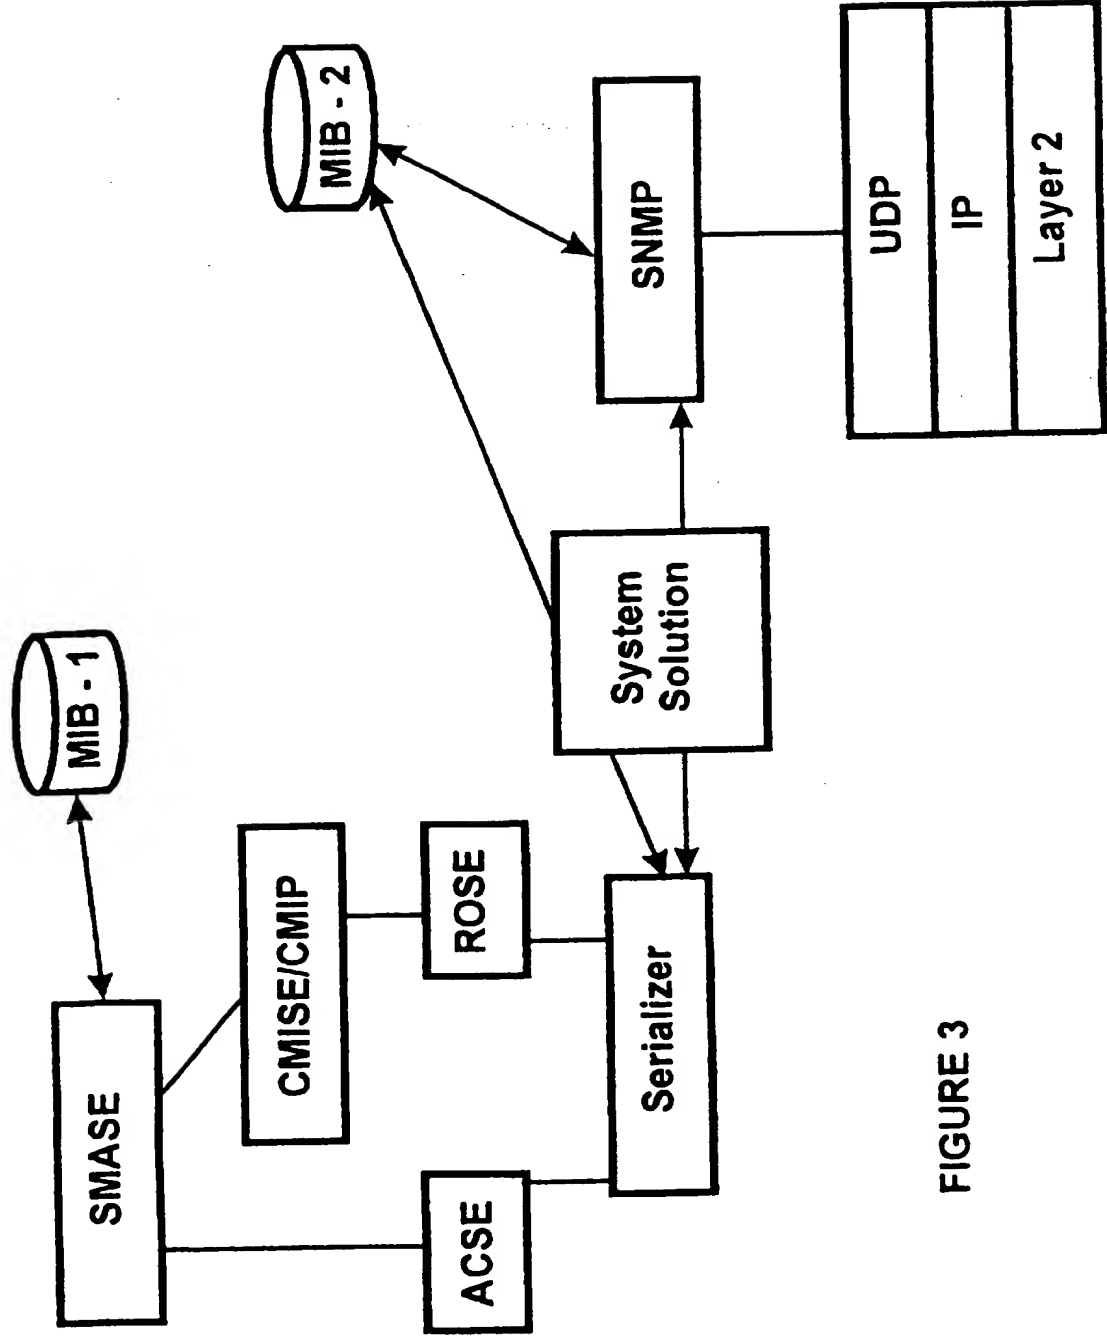 SMASE
MIB - 1
CMISE/CMIP
ACSE
ROSE
Serializer
System
Solution
MIB - 2
SNMP
UDP
IP
Layer 2
FIGURE 3